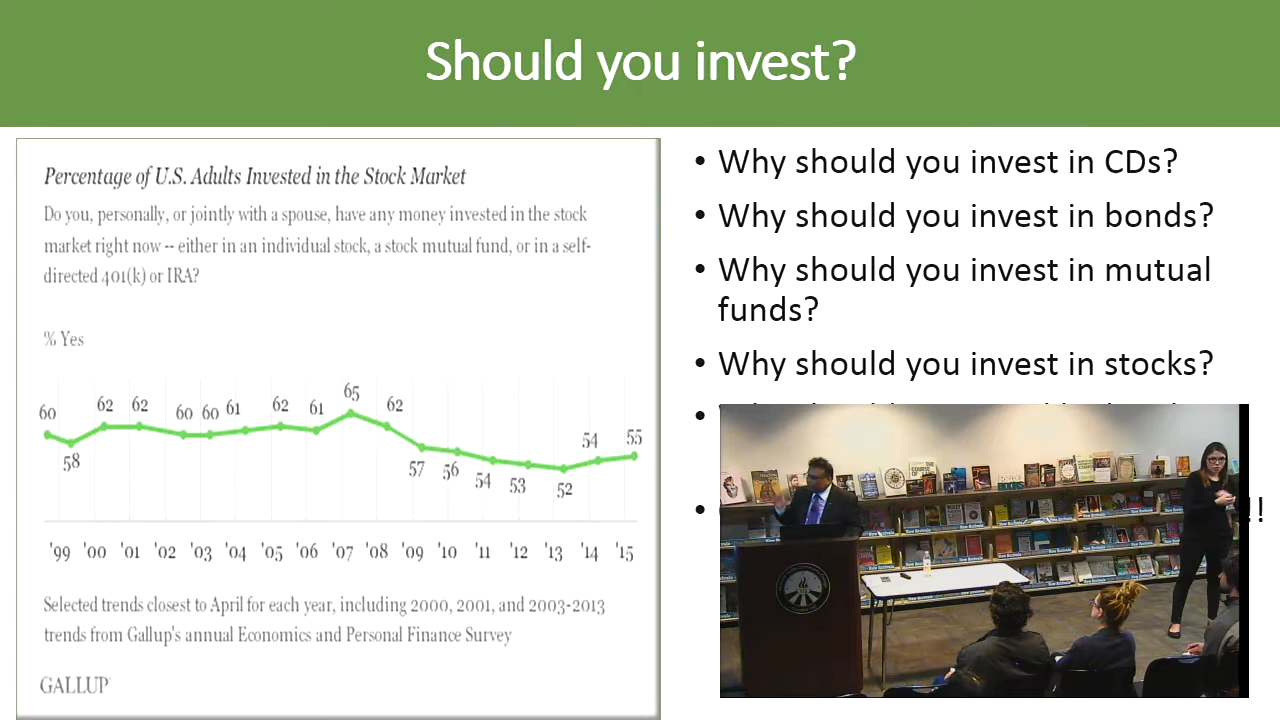 Should you invest?
Percentage of U.S. Adults Invested in the Stock Market
Do you, personally, or jointly with a spouse, have any money invested in the stock
market right now -- either in an individual stock, a stock mutual fund, or in a self-
directed 401(k) or IRA?
% Yes
60 58 62 62 60 60 61 62 61 65 62 57 56 54 53 52 54 55
'99 '00 '01 '02 '03 '04 '05 '06 '07 '08 '09 '10 '11 '12 '13 '14 '15
Selected trends closest to April for each year, including 2000, 2001, and 2003-2013
trends from Gallup's annual Economics and Personal Finance Survey
GALLUP
• Why should you invest in CDs?
• Why should you invest in bonds?
• Why should you invest in mutual
funds?
• Why should you invest in stocks?